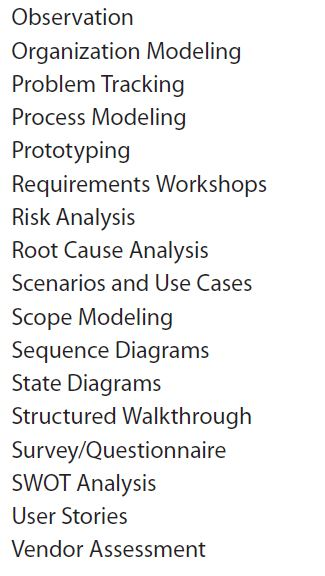 Observation
Organization Modeling
Problem Tracking
Process Modeling
Prototyping
Requirements Workshops
Risk Analysis
Root Cause Analysis
Scenarios and Use Cases
Scope Modeling
Sequence Diagrams
State Diagrams
Structured Walkthrough
Survey/Questionnaire
SWOT Analysis
User Stories
Vendor Assessment